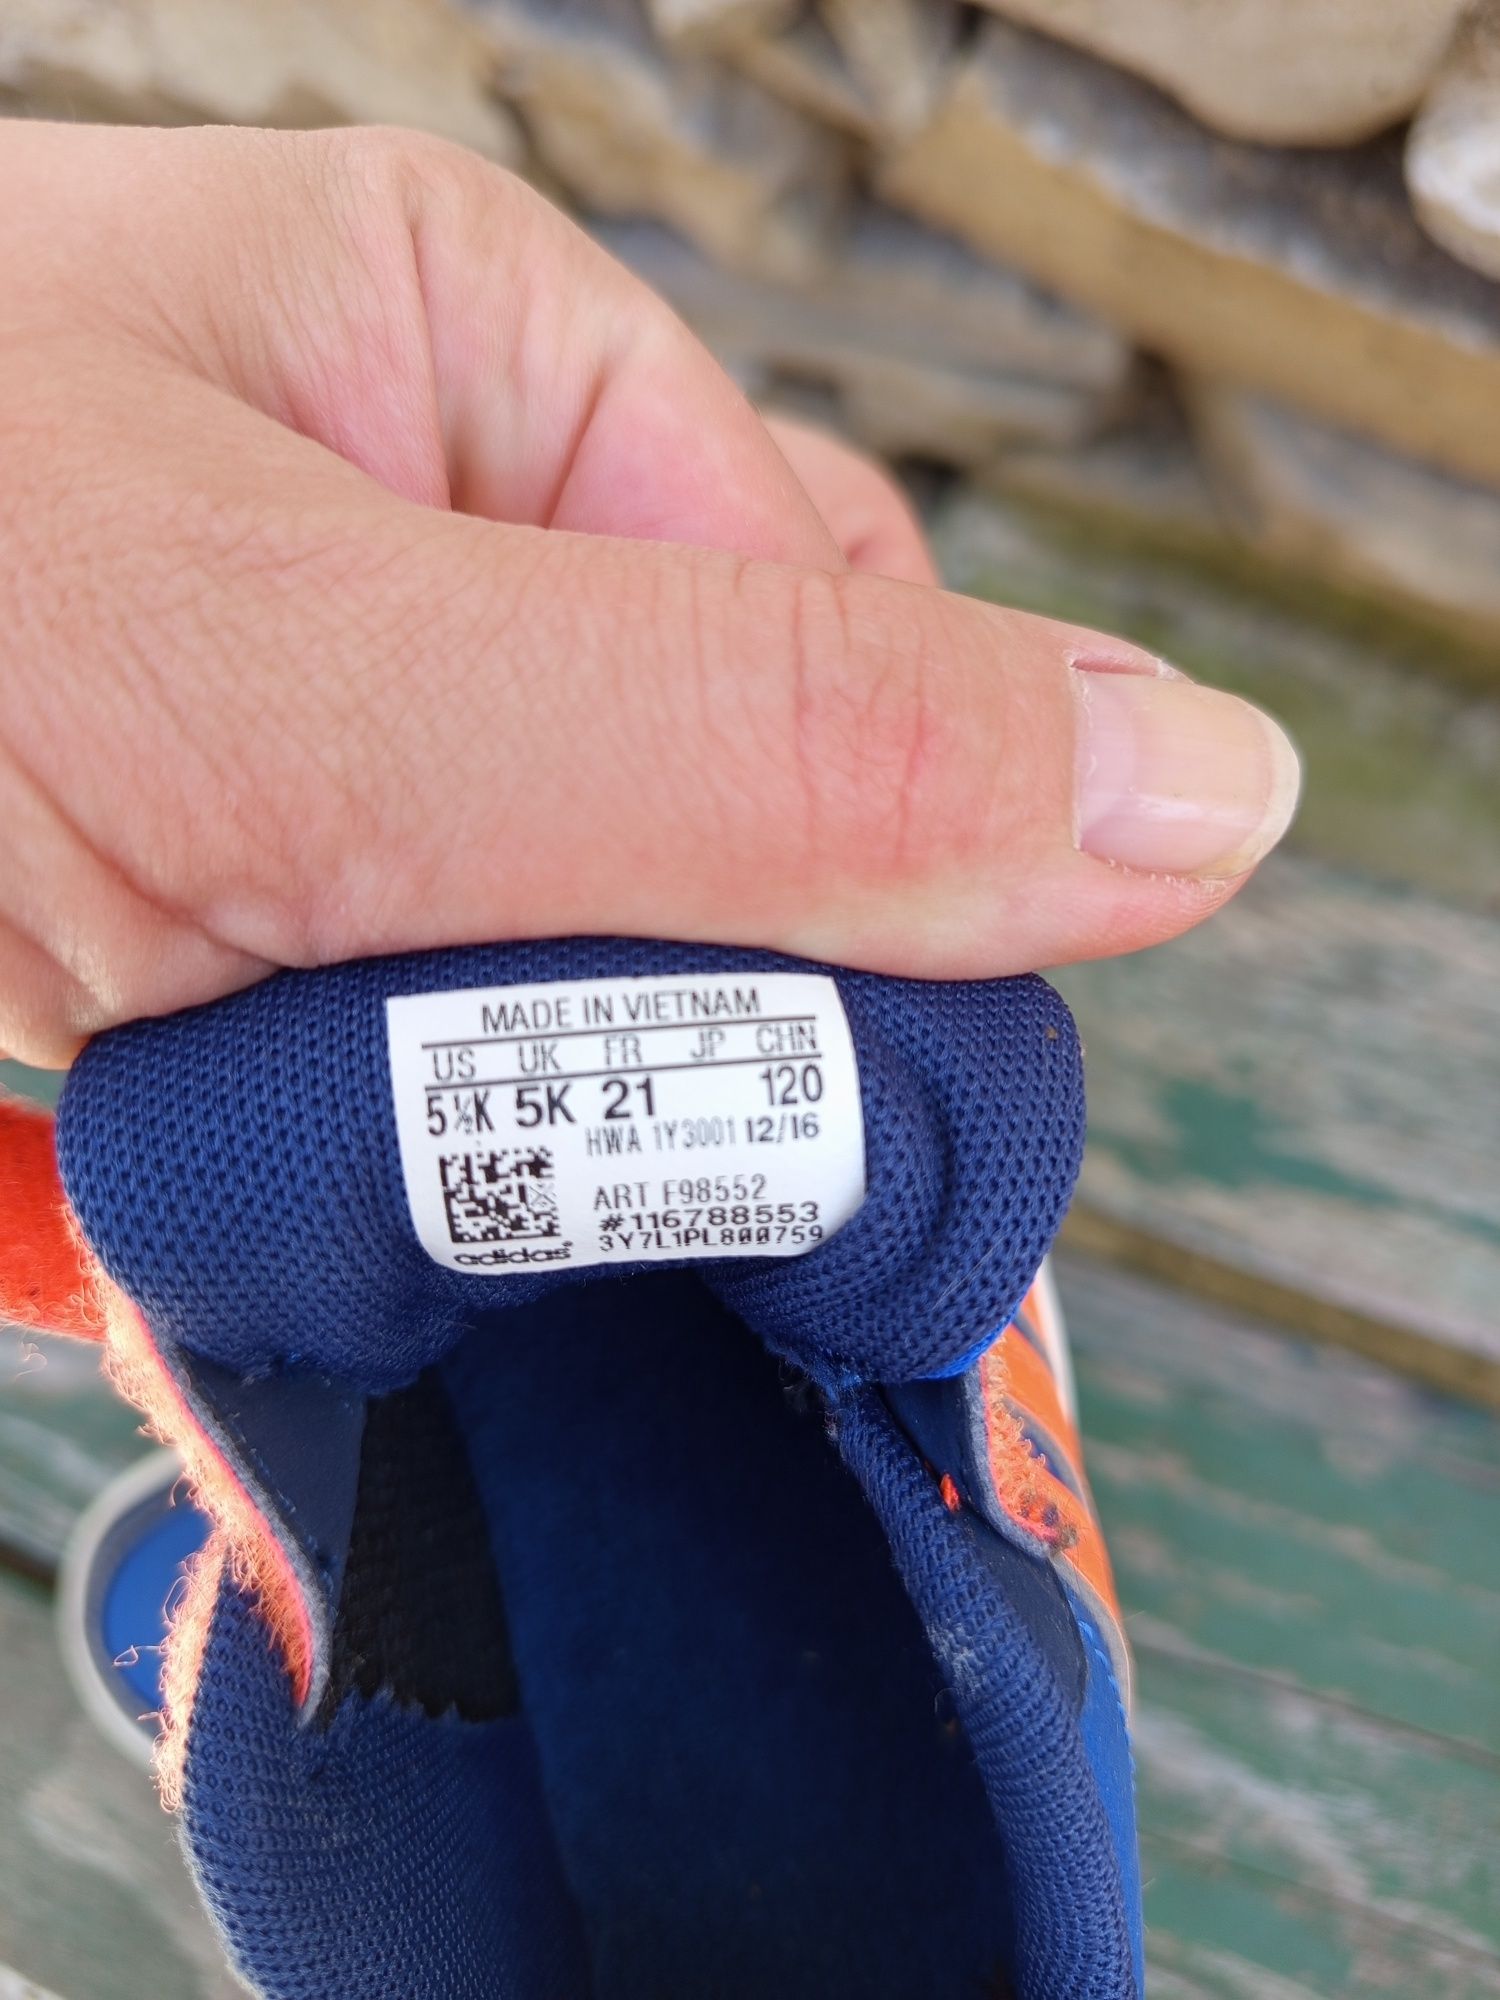 MADE IN VIETNAM
US UK FR JP CHN
5½K 5K 21 120
HWA 1Y3001 12/16
ART F98552
#116788553
3Y7L1PL800759
adidas®